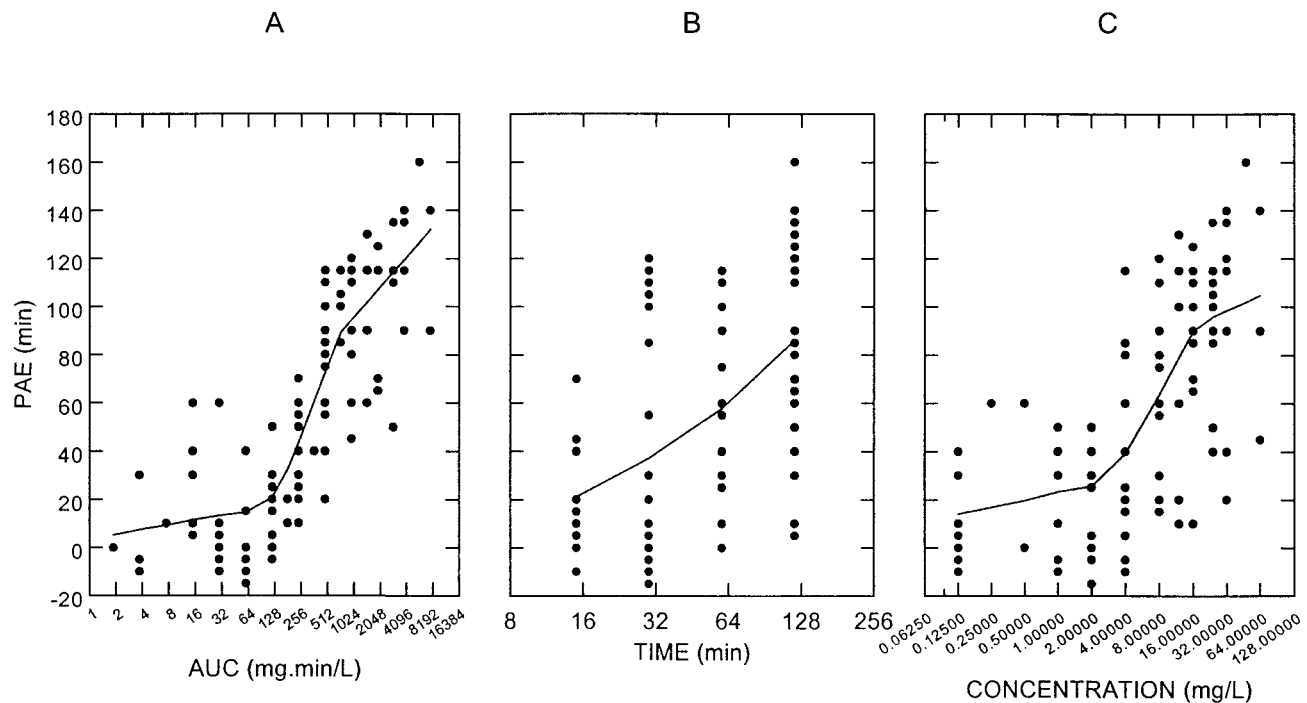 A B C
180
160
140
120
100
80
60
40
20
0
-20
PAE (min)
1 2 4 8 16 32 64 128 256 512 1024 2048 4096 8192 16384
AUC (mg.min/L)
8 16 32 64 128 256
TIME (min)
0.06250 0.12500 0.25000 0.50000 1.00000 2.00000 4.00000 8.00000 16.00000 32.00000 64.00000 128.00000
CONCENTRATION (mg/L)